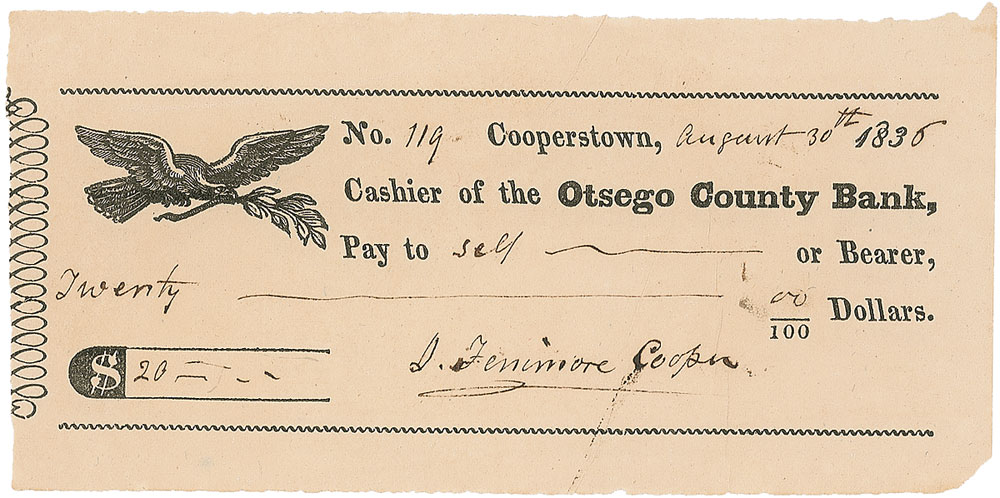 No. 119 Cooperstown, August 30th 1836
Cashier of the Otsego County Bank,
Pay to self or Bearer,
Twenty 00/100 Dollars.
$ 20
J. Fenimore Cooper